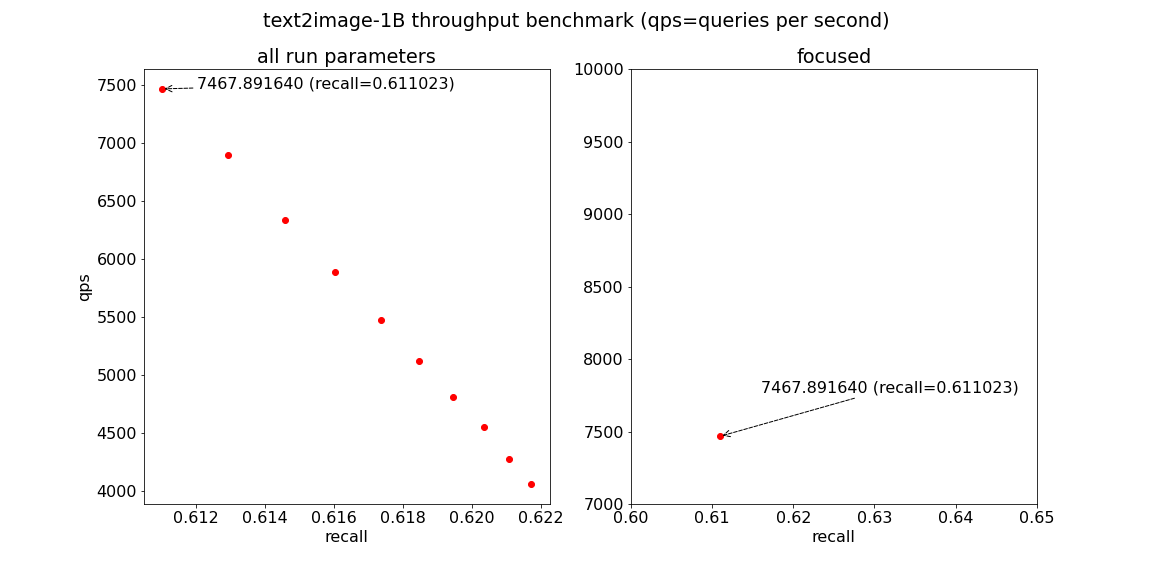 text2image-1B throughput benchmark (qps=queries per second)
all run parameters
7467.891640 (recall=0.611023)
7500
7000
6500
6000
5500
5000
4500
4000
qps
0.612 0.614 0.616 0.618 0.620 0.622
recall
focused
10000
9500
9000
8500
8000
7500
7000
7467.891640 (recall=0.611023)
0.60 0.61 0.62 0.63 0.64 0.65
recall